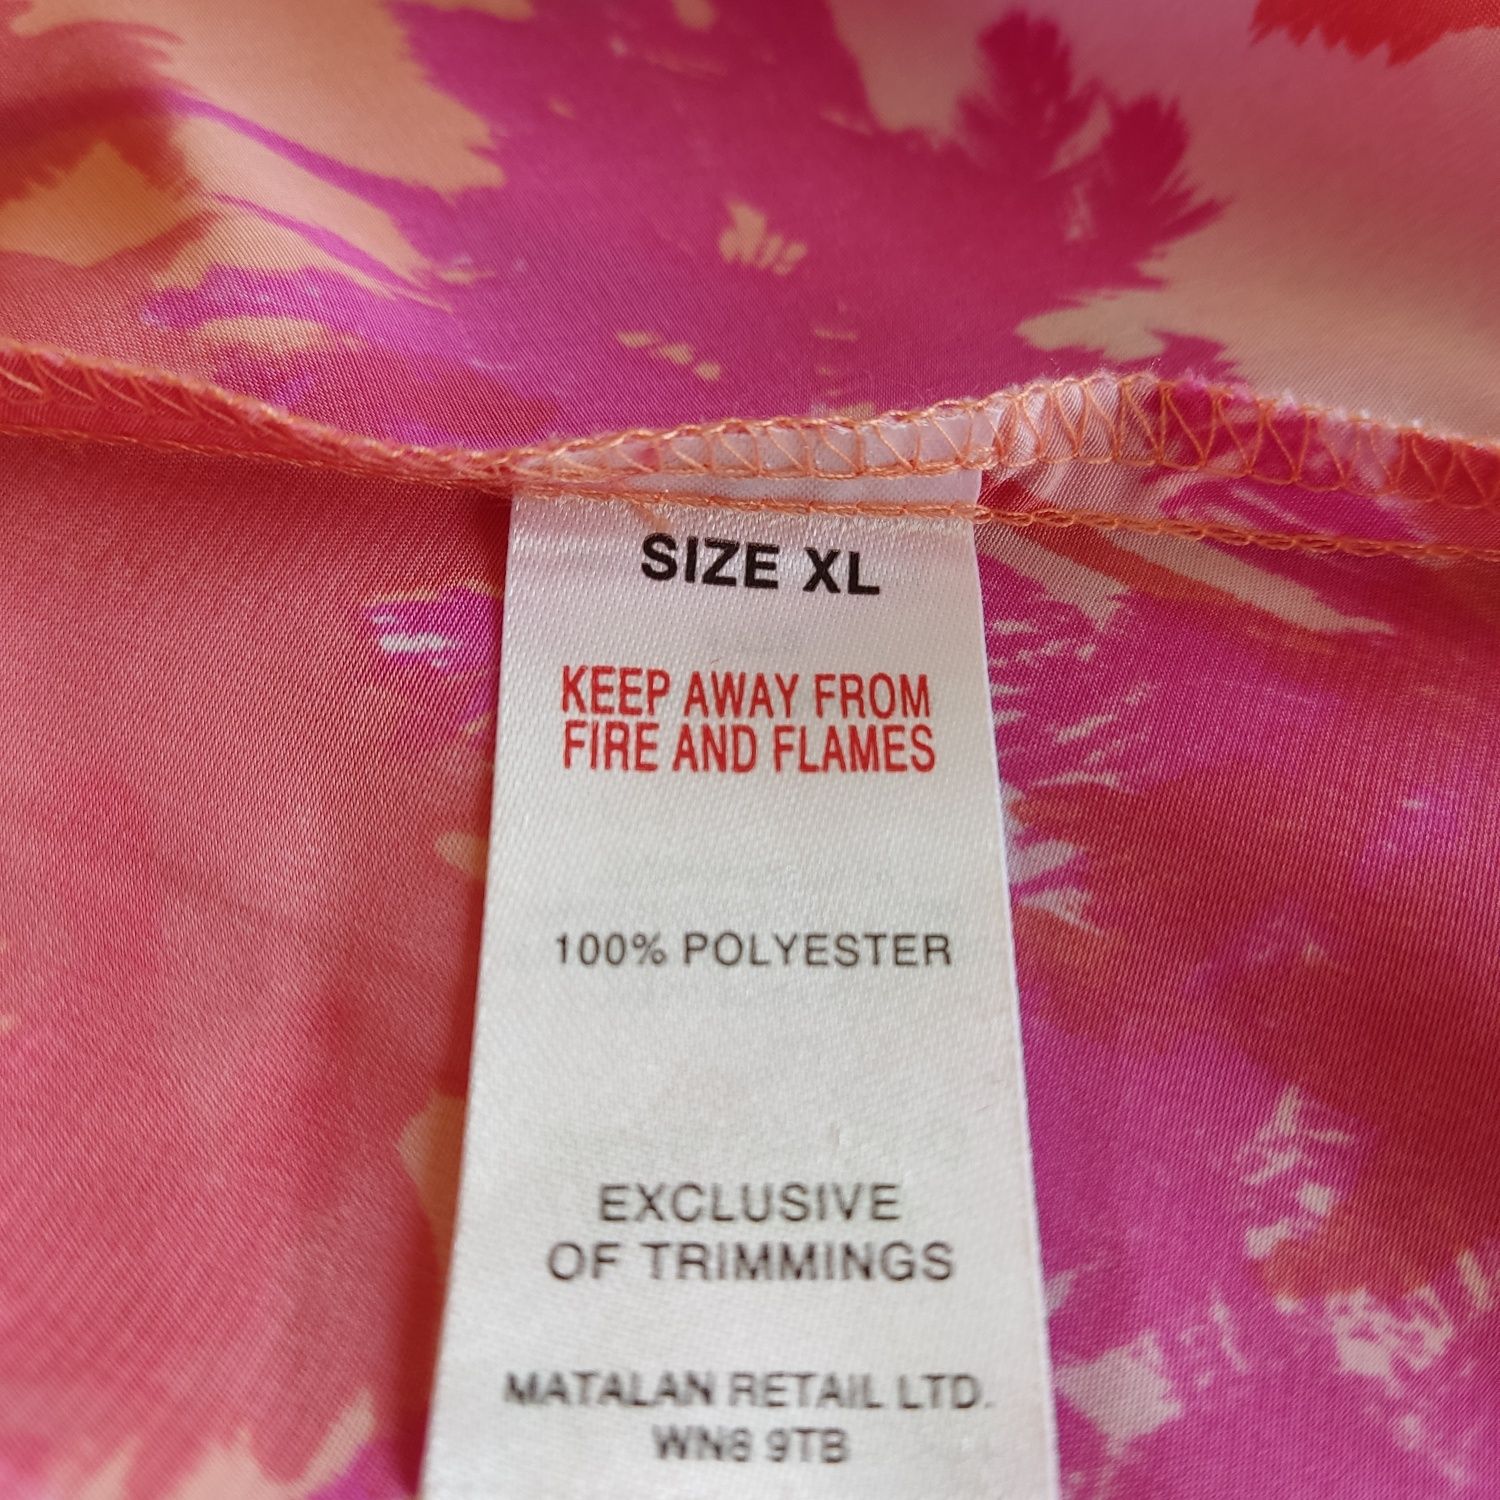 SIZE XL
KEEP AWAY FROM
FIRE AND FLAMES
100% POLYESTER
EXCLUSIVE
OF TRIMMINGS
MATALAN RETAIL LTD.
WN8 9TB